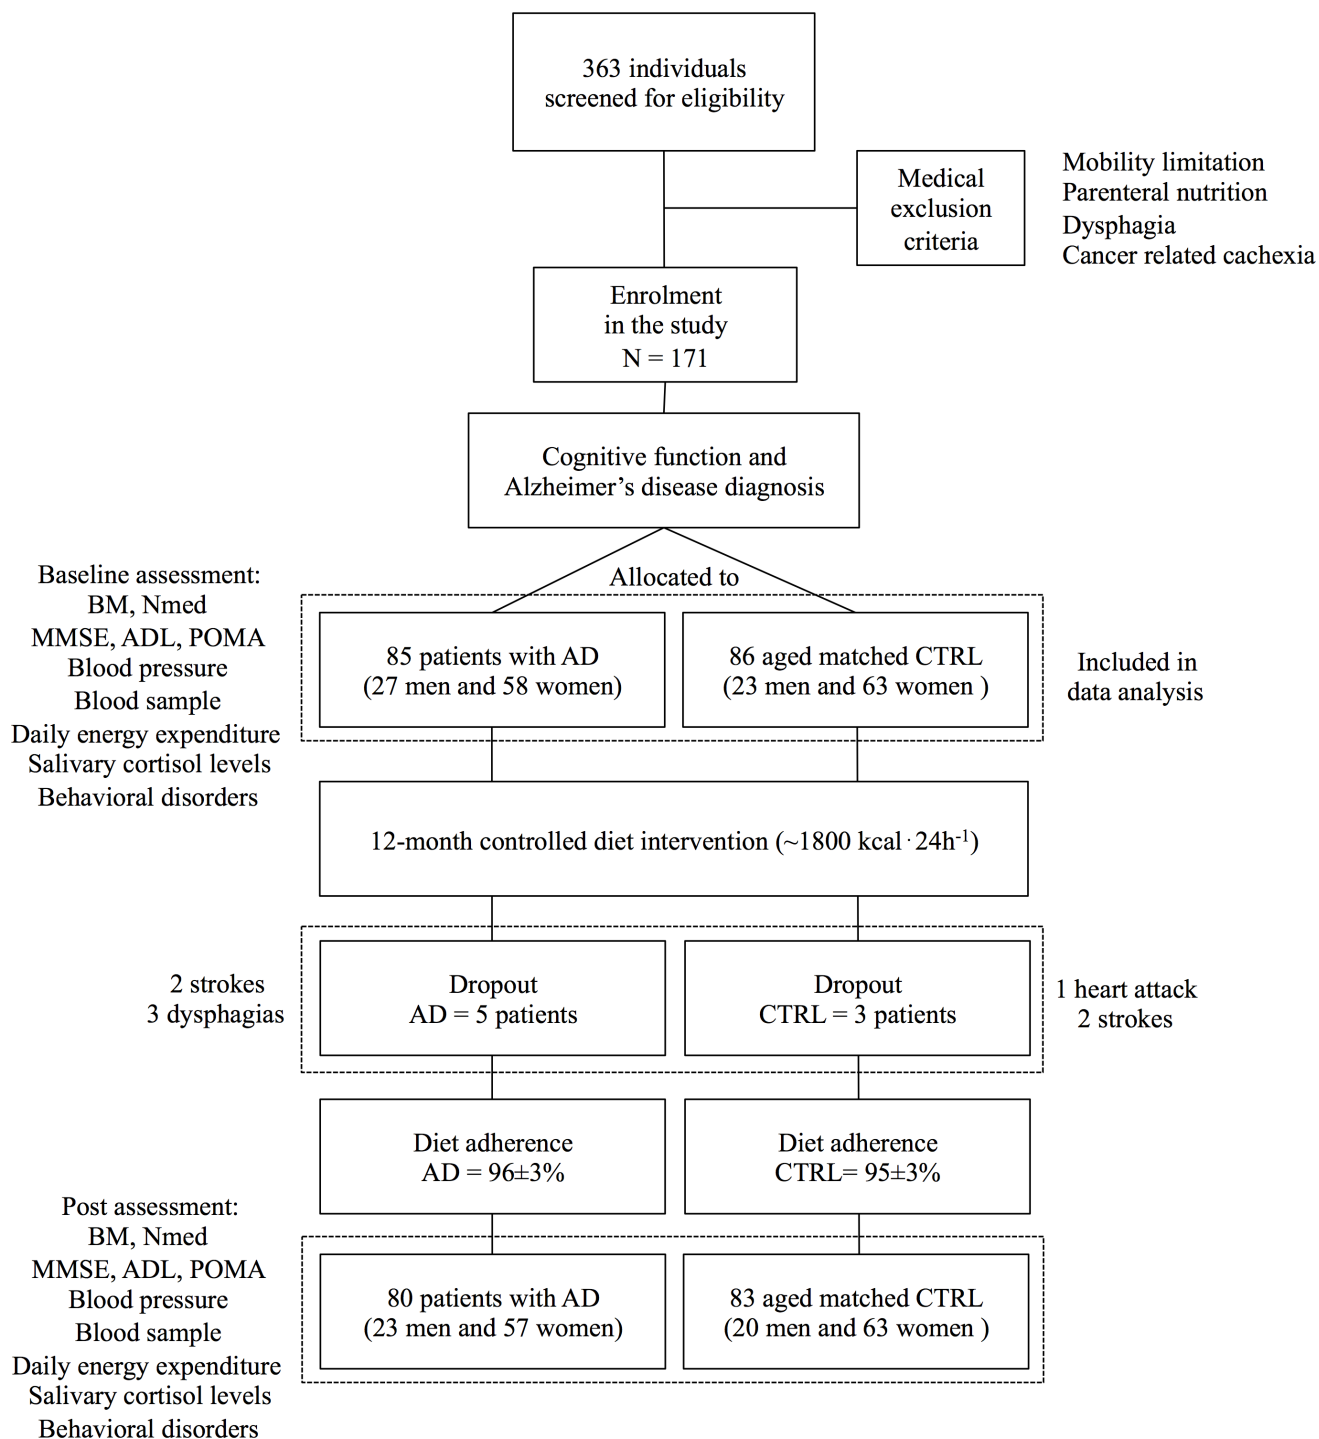 363 individuals
screened for eligibility
Medical
exclusion
criteria
Mobility limitation
Parenteral nutrition
Dysphagia
Cancer related cachexia
Enrolment
in the study
N = 171
Cognitive function and
Alzheimer’s disease diagnosis
Allocated to
Baseline assessment:
BM, Nmed
MMSE, ADL, POMA
Blood pressure
Blood sample
Daily energy expenditure
Salivary cortisol levels
Behavioral disorders
85 patients with AD
(27 men and 58 women)
86 aged matched CTRL
(23 men and 63 women )
Included in
data analysis
12-month controlled diet intervention (~1800 kcal·24h⁻¹)
2 strokes
3 dysphagias
Dropout
AD = 5 patients
Dropout
CTRL = 3 patients
1 heart attack
2 strokes
Diet adherence
AD = 96±3%
Diet adherence
CTRL= 95±3%
Post assessment:
BM, Nmed
MMSE, ADL, POMA
Blood pressure
Blood sample
Daily energy expenditure
Salivary cortisol levels
Behavioral disorders
80 patients with AD
(23 men and 57 women)
83 aged matched CTRL
(20 men and 63 women )